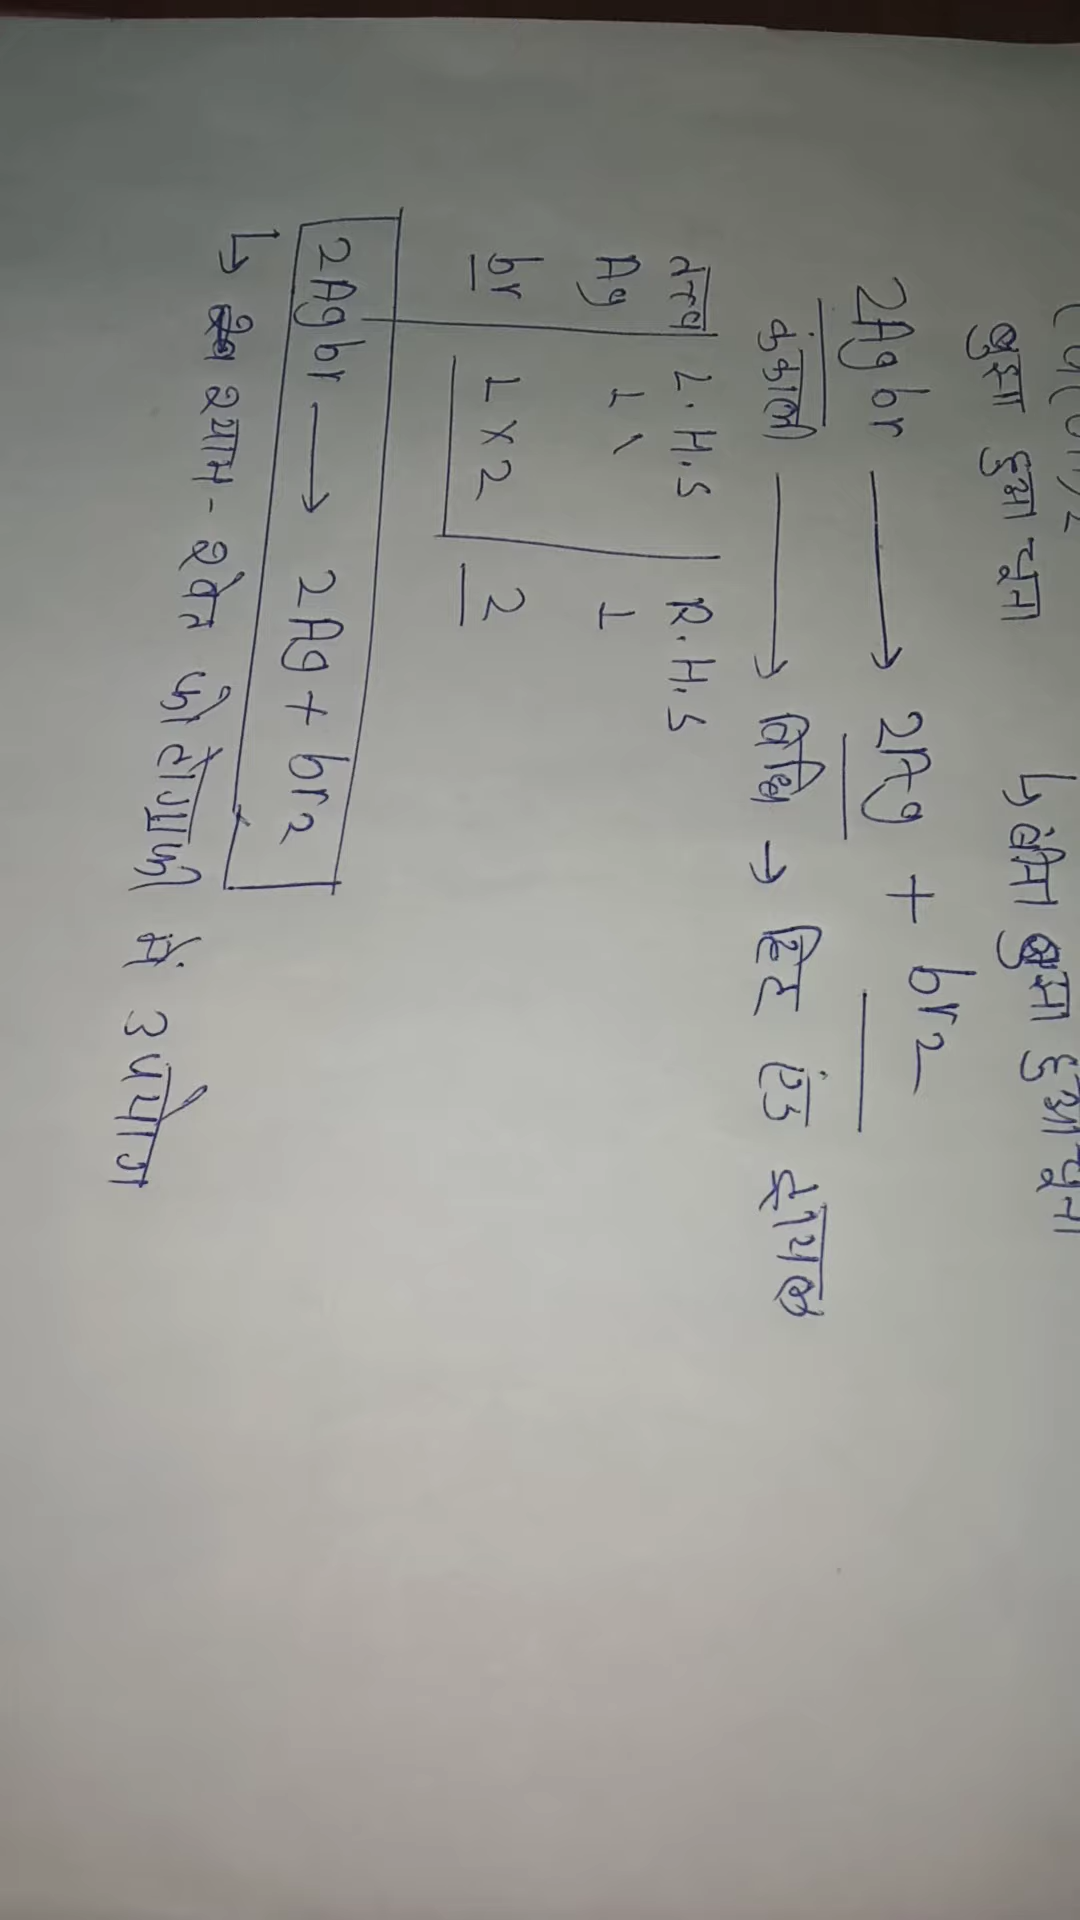 बुझा हुआ चूना
↳ बीना बुझा हुआ चूना
2Agbr ⟶ 2Ag + br2
कंकाली ⟶ विधि → हिट एंड ट्रायल
तत्व L.H.S R.H.S
Ag 1 1
br 1×2 2
2Agbr ⟶ 2Ag + br2
↳ श्याम-श्वेत फोटोग्राफी में उपयोग